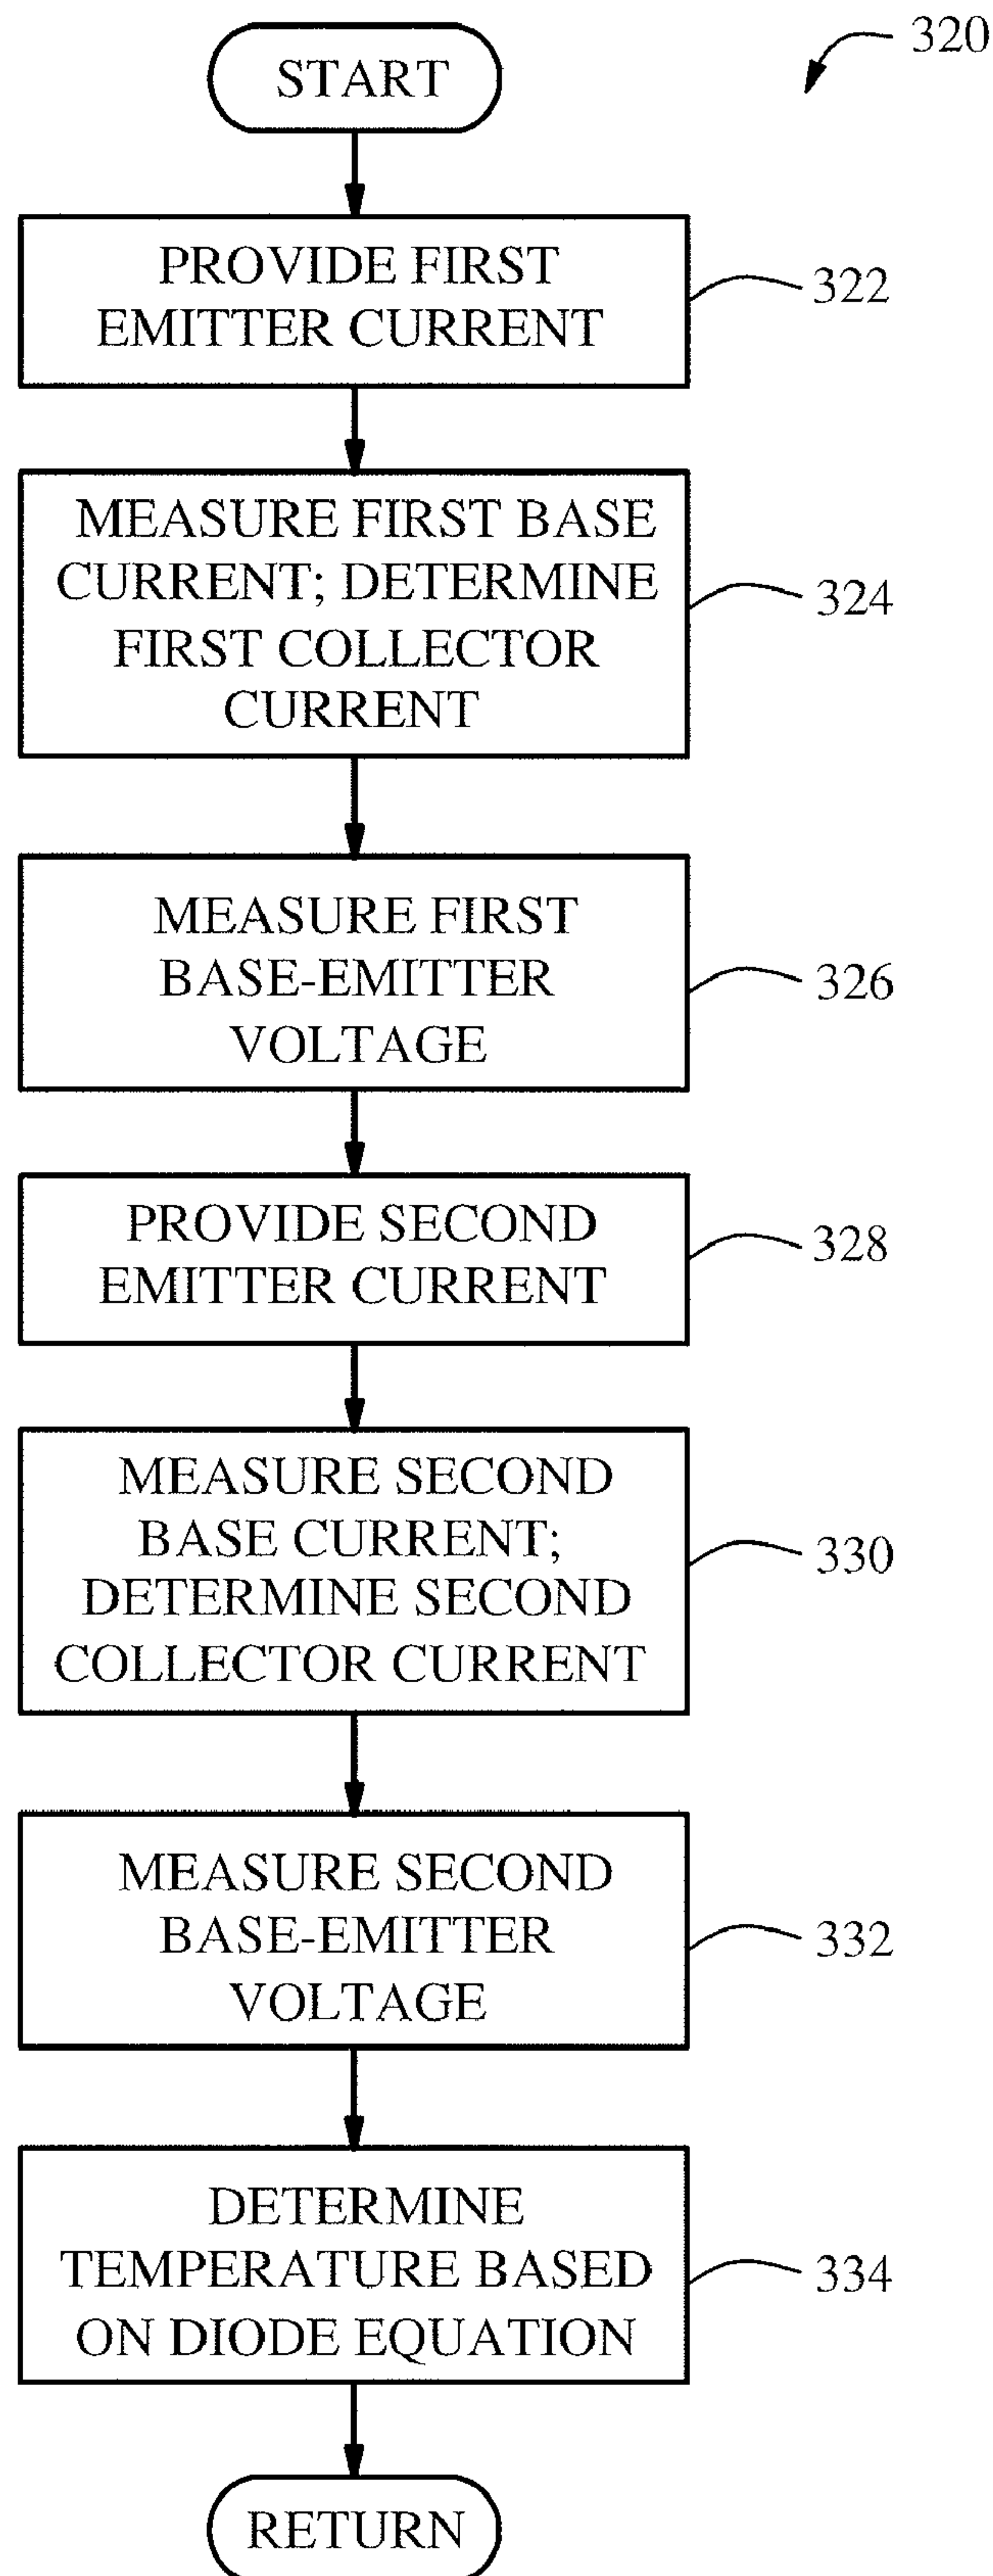 320
START
PROVIDE FIRST
EMITTER CURRENT
322
MEASURE FIRST BASE
CURRENT; DETERMINE
FIRST COLLECTOR
CURRENT
324
MEASURE FIRST
BASE-EMITTER
VOLTAGE
326
PROVIDE SECOND
EMITTER CURRENT
328
MEASURE SECOND
BASE CURRENT;
DETERMINE SECOND
COLLECTOR CURRENT
330
MEASURE SECOND
BASE-EMITTER
VOLTAGE
332
DETERMINE
TEMPERATURE BASED
ON DIODE EQUATION
334
RETURN